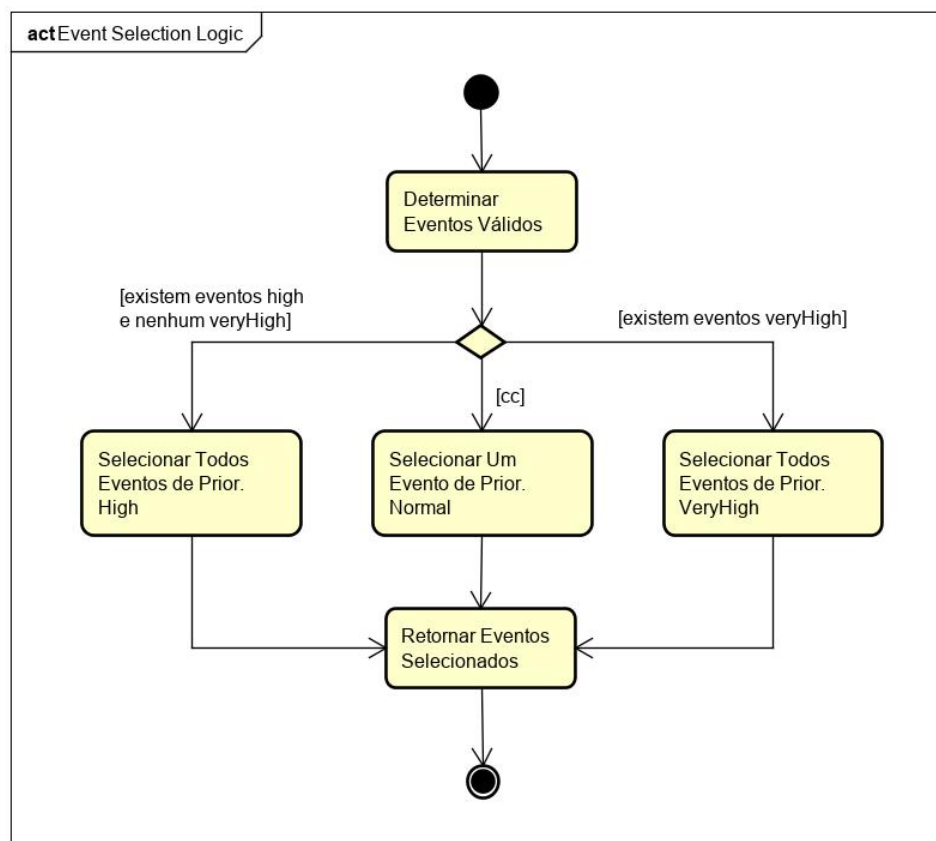 act Event Selection Logic
Determinar
Eventos Válidos
[existem eventos high
e nenhum veryHigh]
[existem eventos veryHigh]
[cc]
Selecionar Todos
Eventos de Prior.
High
Selecionar Um
Evento de Prior.
Normal
Selecionar Todos
Eventos de Prior.
VeryHigh
Retornar Eventos
Selecionados